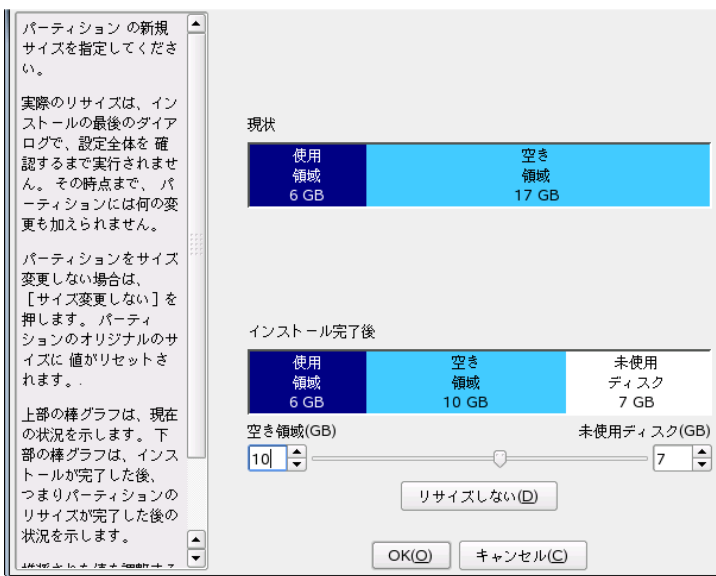 パーティション の新規
サイズを指定してくださ
い。
実際のリサイズは、イン
ストールの最後のダイア
ログで、設定全体を 確
認するまで実行されませ
ん。 その時点まで、 パ
ーティションには何の変
更も加えられません。
パーティションをサイズ
変更しない場合は、
［サイズ変更しない］を
押します。 パーティ
ションのオリジナルのサ
イズに 値がリセットさ
れます。.
上部の棒グラフは、現在
の状況を示します。 下
部の棒グラフは、インス
トールが完了した後、
つまりパーティションの
リサイズが完了した後の
状況を示します。
現状
使用
領域
6 GB
空き
領域
17 GB
インストール完了後
使用
領域
6 GB
空き
領域
10 GB
未使用
ディスク
7 GB
空き領域(GB)
未使用ディスク(GB)
10
7
リサイズしない(D)
OK(O)
キャンセル(C)